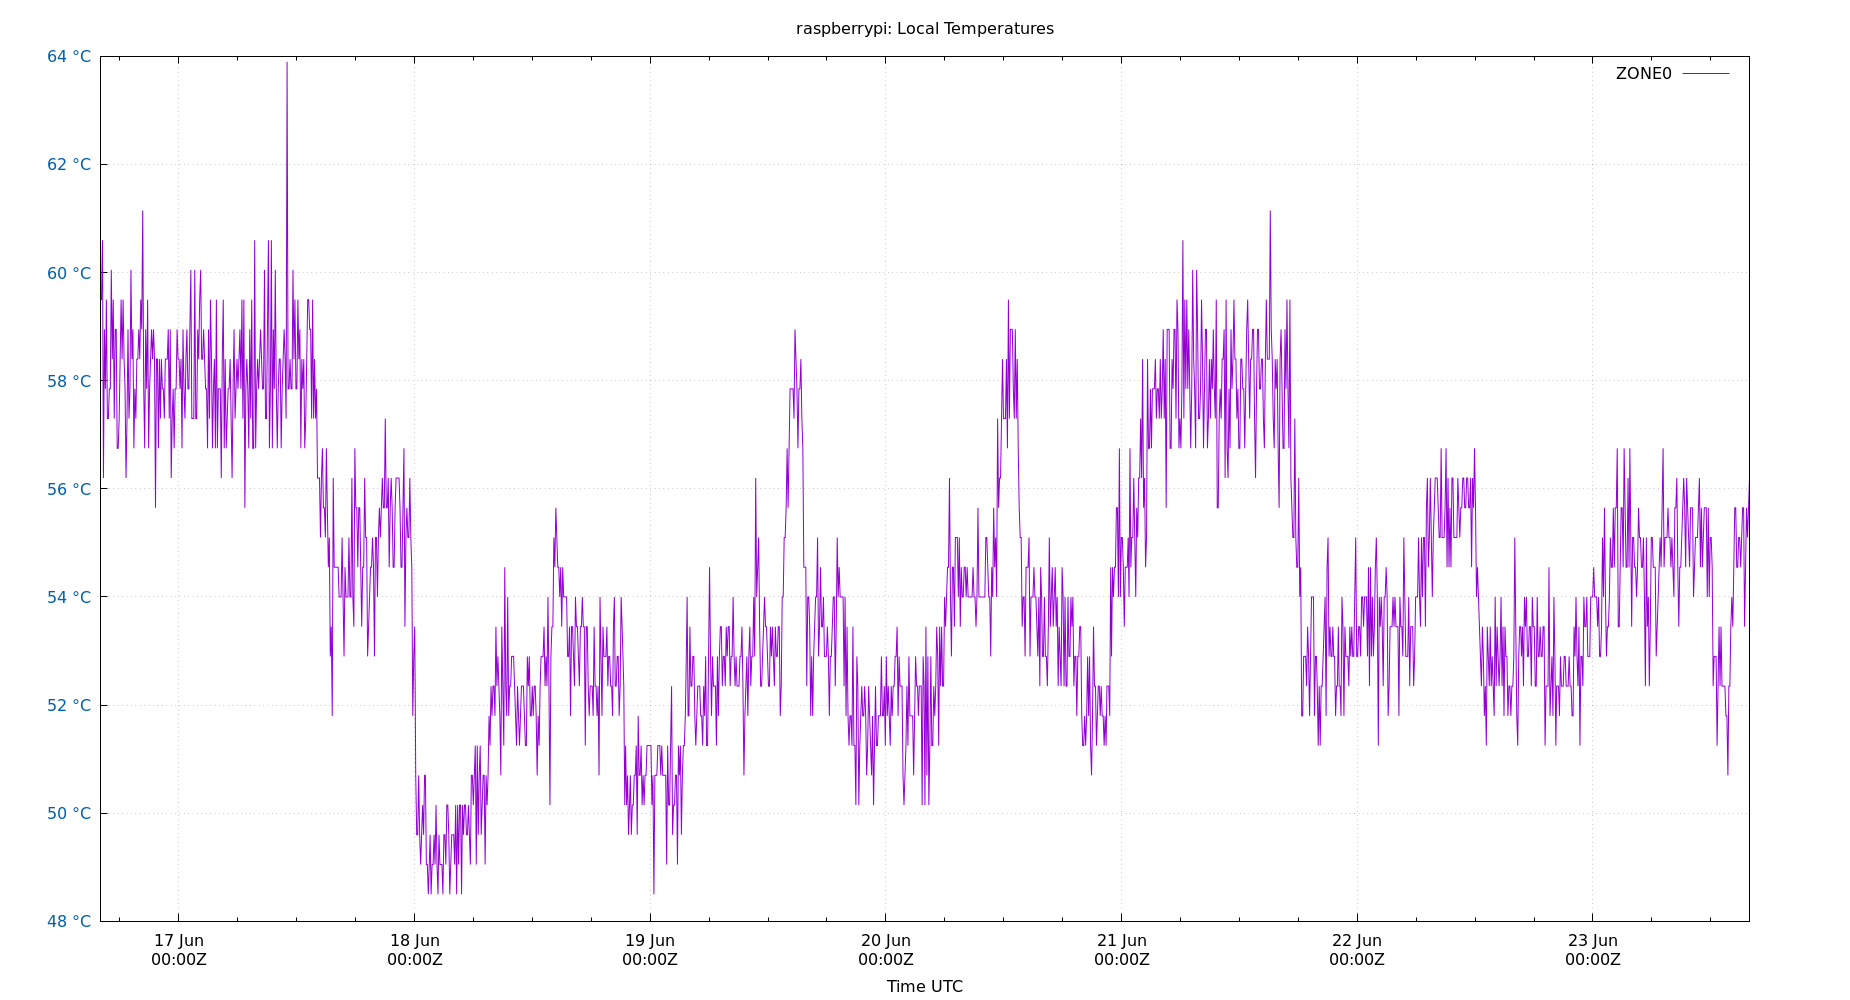 raspberrypi: Local Temperatures
ZONE0
64 °C
62 °C
60 °C
58 °C
56 °C
54 °C
52 °C
50 °C
48 °C
17 Jun
00:00Z
18 Jun
00:00Z
19 Jun
00:00Z
20 Jun
00:00Z
21 Jun
00:00Z
22 Jun
00:00Z
23 Jun
00:00Z
Time UTC